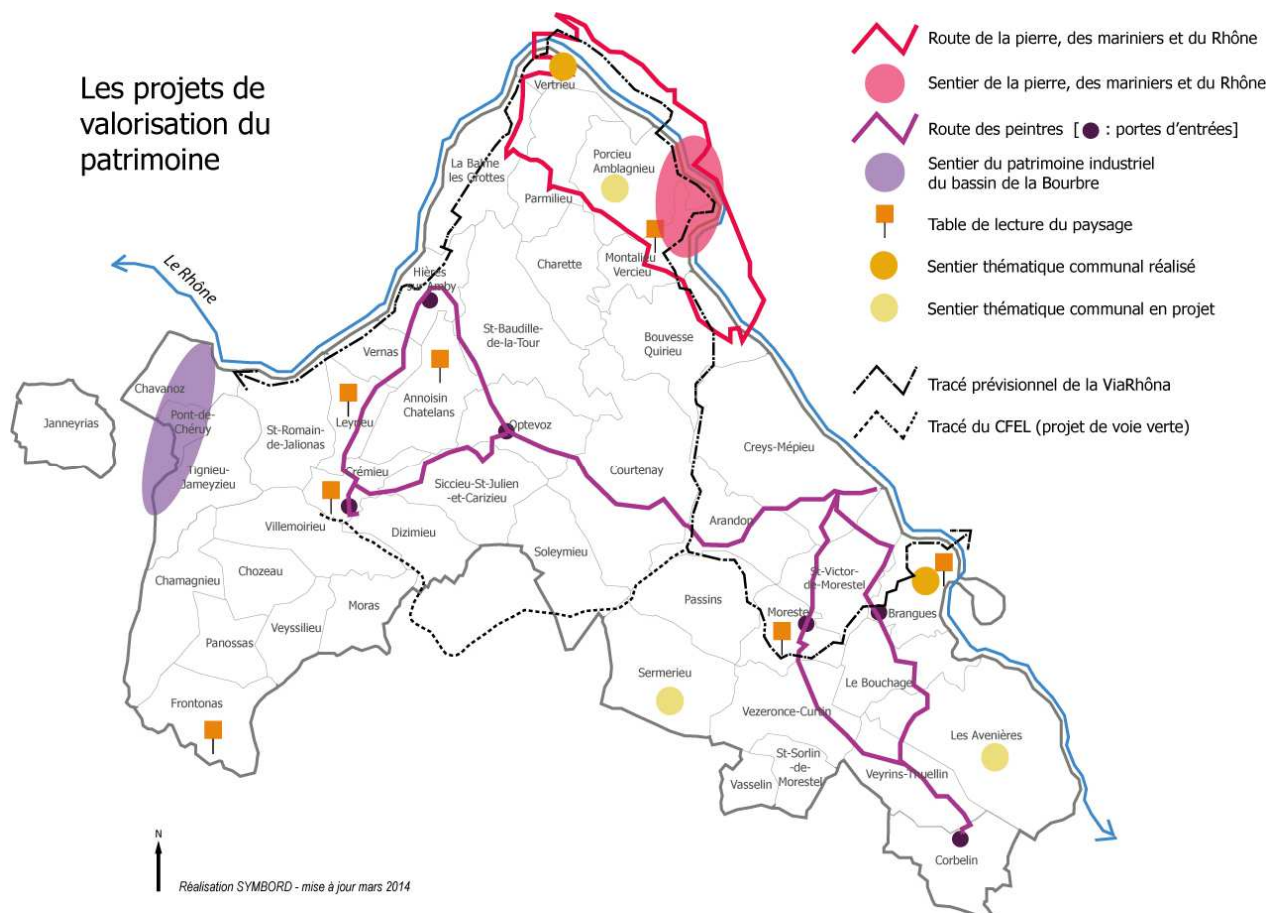 Les projets de
valorisation du
patrimoine
Route de la pierre, des mariniers et du Rhône
Sentier de la pierre, des mariniers et du Rhône
Route des peintres [ : portes d'entrées]
Sentier du patrimoine industriel
du bassin de la Bourbre
Table de lecture du paysage
Sentier thématique communal réalisé
Sentier thématique communal en projet
Tracé prévisionnel de la ViaRhôna
Tracé du CFEL (projet de voie verte)
Vertrieu
La Balme
les Grottes
Porcieu
Amblagnieu
Parmilieu
Charette
Montalieu
Vercieu
Le Rhône
Hières
sur Amby
St-Baudille-
de-la-Tour
Bouvesse
Quirieu
Vernas
Chavanoz
Annoisin
Chatelans
Janneyrias
Pont-de-
Chéruy
Leyrieu
St-Romain-
de-Jalionas
Optevoz
Creys-Mépieu
Tignieu-
Jameyzieu
Crémieu
Siccieu-St-Julien
-et-Carizieu
Courtenay
Villemoirieu
Dizimieu
Arandon
Soleymieu
Chamagnieu
Chozeau
St-Victor-
de-Morestel
Moras
Passins
Morestel
Brangues
Veyssilieu
Panossas
Sermerieu
Le Bouchage
Frontonas
Vezeronce-Curtin
Les Avenières
St-Sorlin
-de-
Morestel
Veyrins-Thuellin
Vasselin
Corbelin
N
Réalisation SYMBORD - mise à jour mars 2014